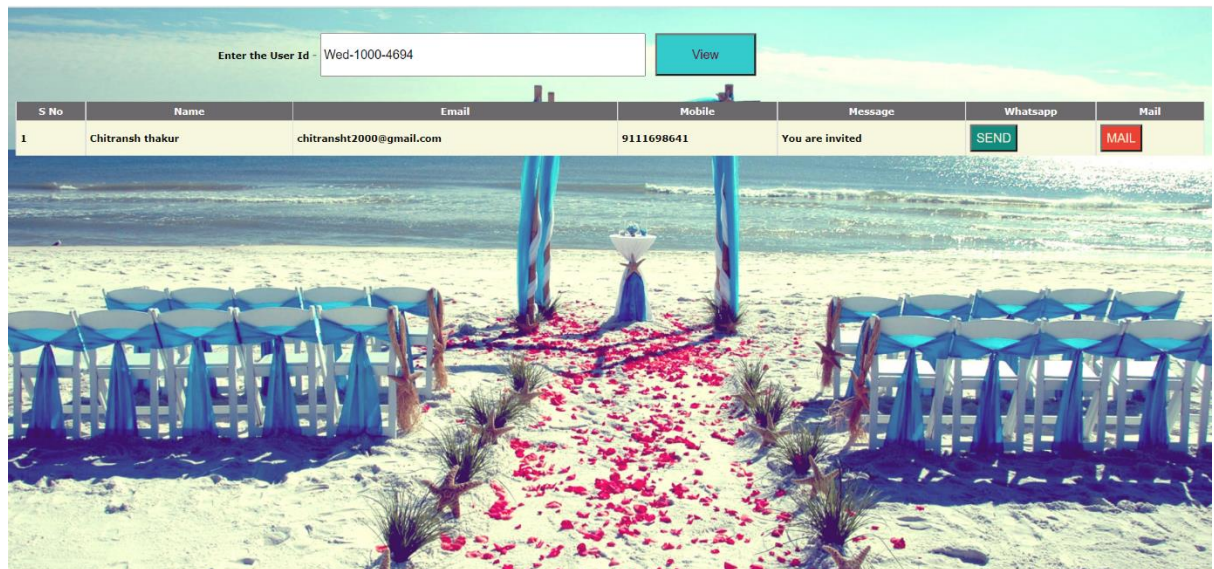 Enter the User Id - Wed-1000-4694 View
S No Name Email Mobile Message Whatsapp Mail
1 Chitransh thakur chitransht2000@gmail.com 9111698641 You are invited SEND MAIL